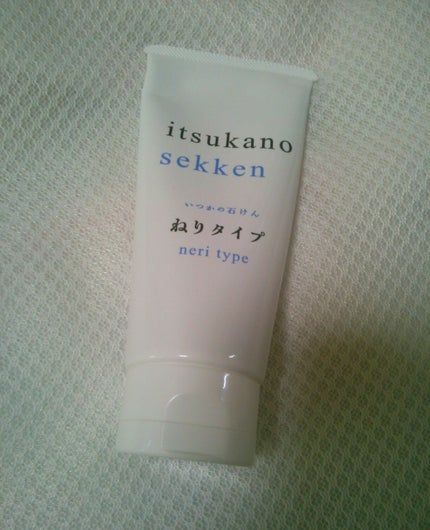 itsukano
sekken
いつかの石けん
ねりタイプ
neri type